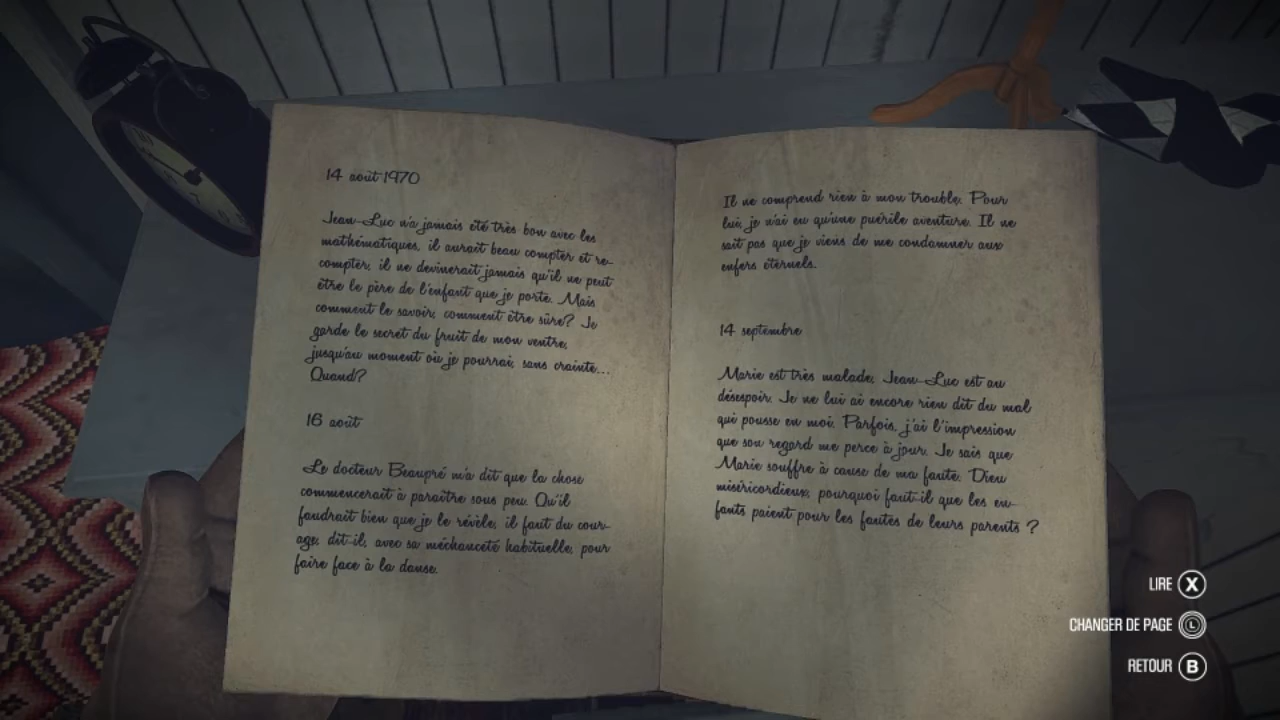 14 août 1970
Jean-Luc n'a jamais été très bon avec les
mathématiques, il aurait beau compter et re-
compter, il ne devinerait jamais qu'il ne peut
être le père de l'enfant que je porte. Mais
comment le savoir, comment être sûre? Je
garde le secret du fruit de mon ventre,
jusqu'au moment où je pourrai, sans crainte...
Quand?
16 août
Le docteur Beaupré m'a dit que la chose
commencerait à paraître sous peu. Qu'il
faudrait bien que je le révèle, il faut du cour-
age, dit-il, avec sa méchanceté habituelle, pour
faire face à la danse.
Il ne comprend rien à mon trouble. Pour
lui, je n'ai eu qu'une puérile aventure. Il ne
sait pas que je viens de me condamner aux
enfers éternels.
14 septembre
Marie est très malade, Jean-Luc est au
désespoir. Je ne lui ai encore rien dit du mal
qui pousse en moi. Parfois, j'ai l'impression
que son regard me perce à jour. Je sais que
Marie souffre à cause de ma faute. Dieu
miséricordieux, pourquoi faut-il que les en-
fants paient pour les fautes de leurs parents ?
LIRE X
CHANGER DE PAGE L
RETOUR B